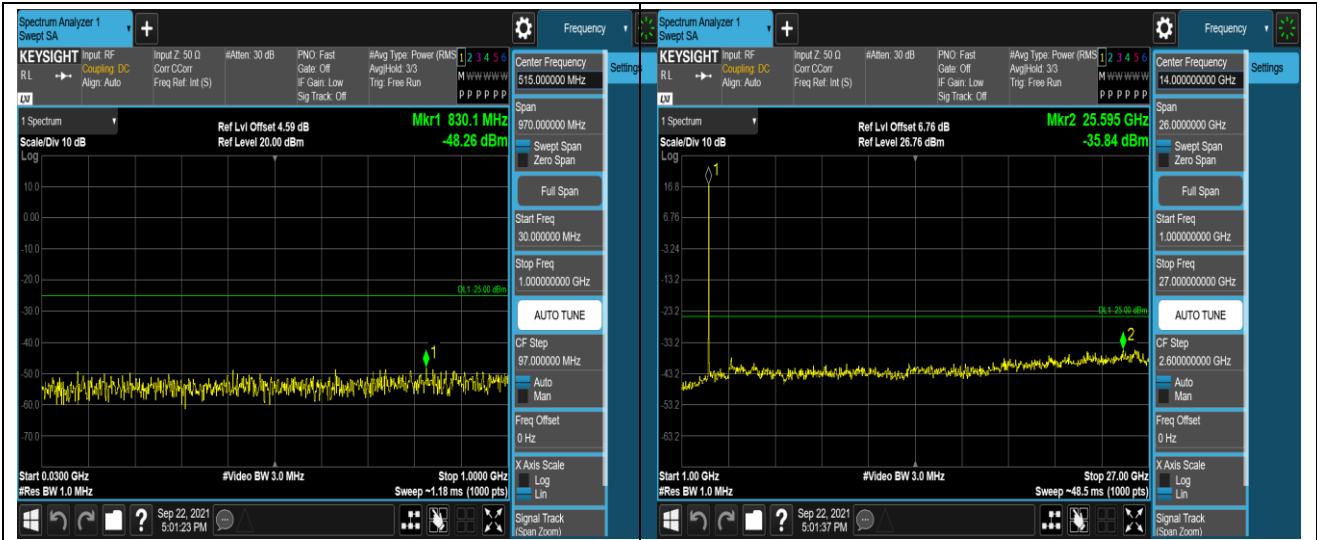 Spectrum Analyzer 1
Swept SA
+
Frequency
KEYSIGHT
Input: RF
Coupling: DC
Align: Auto
Input Z: 50 Ω
Corr CCorr
Freq Ref: Int (S)
#Atten: 30 dB
PNO: Fast
Gate: Off
IF Gain: Low
Sig Track: Off
#Avg Type: Power (RMS
Avg|Hold: 3/3
Trig: Free Run
1 2 3 4 5 6
M W W W W W
P P P P P P
RL
LXI
Center Frequency
515.000000 MHz
Settings
1 Spectrum
Scale/Div 10 dB
Log
Ref Lvl Offset 4.59 dB
Ref Level 20.00 dBm
Mkr1 830.1 MHz
-48.26 dBm
Span
970.000000 MHz
Swept Span
Zero Span
Full Span
Start Freq
30.000000 MHz
Stop Freq
1.000000000 GHz
AUTO TUNE
CF Step
97.000000 MHz
Auto
Man
Freq Offset
0 Hz
X Axis Scale
Log
Lin
Signal Track
(Span Zoom)
10.0
0.00
-10.0
-20.0
-30.0
-40.0
-50.0
-60.0
-70.0
DL1 -25.00 dBm
1
Start 0.0300 GHz
#Res BW 1.0 MHz
#Video BW 3.0 MHz
Stop 1.0000 GHz
Sweep ~1.18 ms (1000 pts)
?
Sep 22, 2021
5:01:23 PM
Spectrum Analyzer 1
Swept SA
+
Frequency
KEYSIGHT
Input: RF
Coupling: DC
Align: Auto
Input Z: 50 Ω
Corr CCorr
Freq Ref: Int (S)
#Atten: 30 dB
PNO: Fast
Gate: Off
IF Gain: Low
Sig Track: Off
#Avg Type: Power (RMS
Avg|Hold: 3/3
Trig: Free Run
1 2 3 4 5 6
M W W W W W
P P P P P P
RL
LXI
Center Frequency
14.000000000 GHz
Settings
1 Spectrum
Scale/Div 10 dB
Log
Ref Lvl Offset 6.76 dB
Ref Level 26.76 dBm
Mkr2 25.595 GHz
-35.84 dBm
Span
26.0000000 GHz
Swept Span
Zero Span
Full Span
Start Freq
1.000000000 GHz
Stop Freq
27.000000000 GHz
AUTO TUNE
CF Step
2.600000000 GHz
Auto
Man
Freq Offset
0 Hz
X Axis Scale
Log
Lin
Signal Track
(Span Zoom)
16.8
6.76
-3.24
-13.2
-23.2
-33.2
-43.2
-53.2
-63.2
DL1 -25.00 dBm
1
2
Start 1.00 GHz
#Res BW 1.0 MHz
#Video BW 3.0 MHz
Stop 27.00 GHz
Sweep ~48.5 ms (1000 pts)
?
Sep 22, 2021
5:01:37 PM